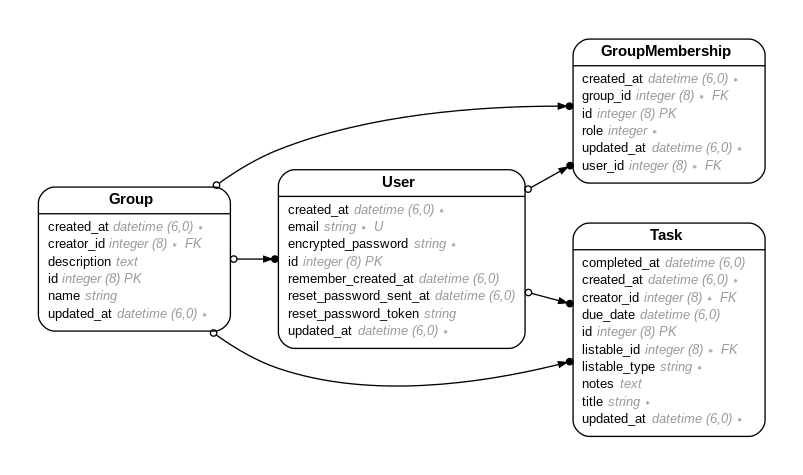 GroupMembership
created_at datetime (6,0) *
group_id integer (8) * FK
id integer (8) PK
role integer *
updated_at datetime (6,0) *
user_id integer (8) * FK
User
created_at datetime (6,0) *
email string * U
encrypted_password string *
id integer (8) PK
remember_created_at datetime (6,0)
reset_password_sent_at datetime (6,0)
reset_password_token string
updated_at datetime (6,0) *
Group
created_at datetime (6,0) *
creator_id integer (8) * FK
description text
id integer (8) PK
name string
updated_at datetime (6,0) *
Task
completed_at datetime (6,0)
created_at datetime (6,0) *
creator_id integer (8) * FK
due_date datetime (6,0)
id integer (8) PK
listable_id integer (8) * FK
listable_type string *
notes text
title string *
updated_at datetime (6,0) *